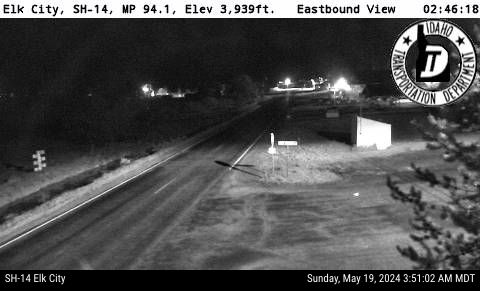 Elk City, SH-14, MP 94.1, Elev 3,939ft. Eastbound View 02:46:18
IDAHO
TRANSPORTATION DEPARTMENT
SH-14 Elk City Sunday, May 19, 2024 3:51:02 AM MDT